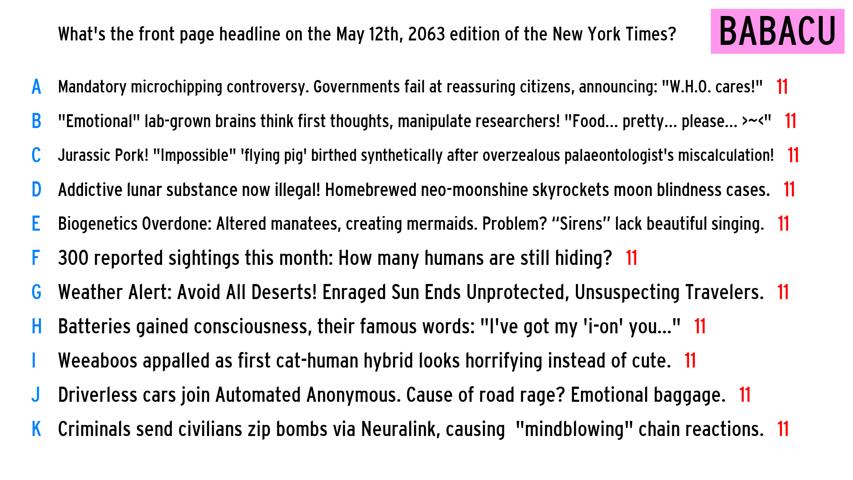 What's the front page headline on the May 12th, 2063 edition of the New York Times?
BABACU
A Mandatory microchipping controversy. Governments fail at reassuring citizens, announcing: "W.H.O. cares!" 11
B "Emotional" lab-grown brains think first thoughts, manipulate researchers! "Food... pretty... please... >~<" 11
C Jurassic Pork! "Impossible" 'flying pig' birthed synthetically after overzealous palaeontologist's miscalculation! 11
D Addictive lunar substance now illegal! Homebrewed neo-moonshine skyrockets moon blindness cases. 11
E Biogenetics Overdone: Altered manatees, creating mermaids. Problem? “Sirens” lack beautiful singing. 11
F 300 reported sightings this month: How many humans are still hiding? 11
G Weather Alert: Avoid All Deserts! Enraged Sun Ends Unprotected, Unsuspecting Travelers. 11
H Batteries gained consciousness, their famous words: "I've got my 'i-on' you..." 11
I Weeaboos appalled as first cat-human hybrid looks horrifying instead of cute. 11
J Driverless cars join Automated Anonymous. Cause of road rage? Emotional baggage. 11
K Criminals send civilians zip bombs via Neuralink, causing "mindblowing" chain reactions. 11